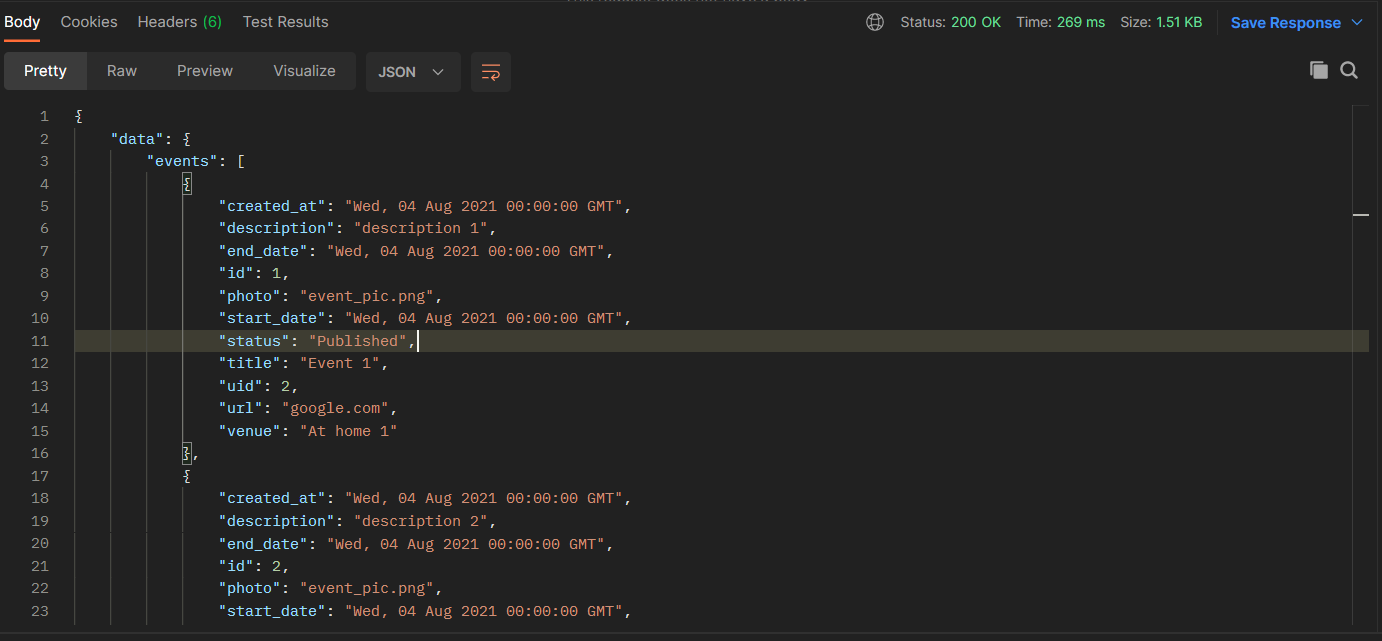 Body Cookies Headers (6) Test Results Status: 200 OK Time: 269 ms Size: 1.51 KB Save Response
Pretty Raw Preview Visualize JSON
1 {
2 "data": {
3 "events": [
4 {
5 "created_at": "Wed, 04 Aug 2021 00:00:00 GMT",
6 "description": "description 1",
7 "end_date": "Wed, 04 Aug 2021 00:00:00 GMT",
8 "id": 1,
9 "photo": "event_pic.png",
10 "start_date": "Wed, 04 Aug 2021 00:00:00 GMT",
11 "status": "Published",
12 "title": "Event 1",
13 "uid": 2,
14 "url": "google.com",
15 "venue": "At home 1"
16 },
17 {
18 "created_at": "Wed, 04 Aug 2021 00:00:00 GMT",
19 "description": "description 2",
20 "end_date": "Wed, 04 Aug 2021 00:00:00 GMT",
21 "id": 2,
22 "photo": "event_pic.png",
23 "start_date": "Wed, 04 Aug 2021 00:00:00 GMT",